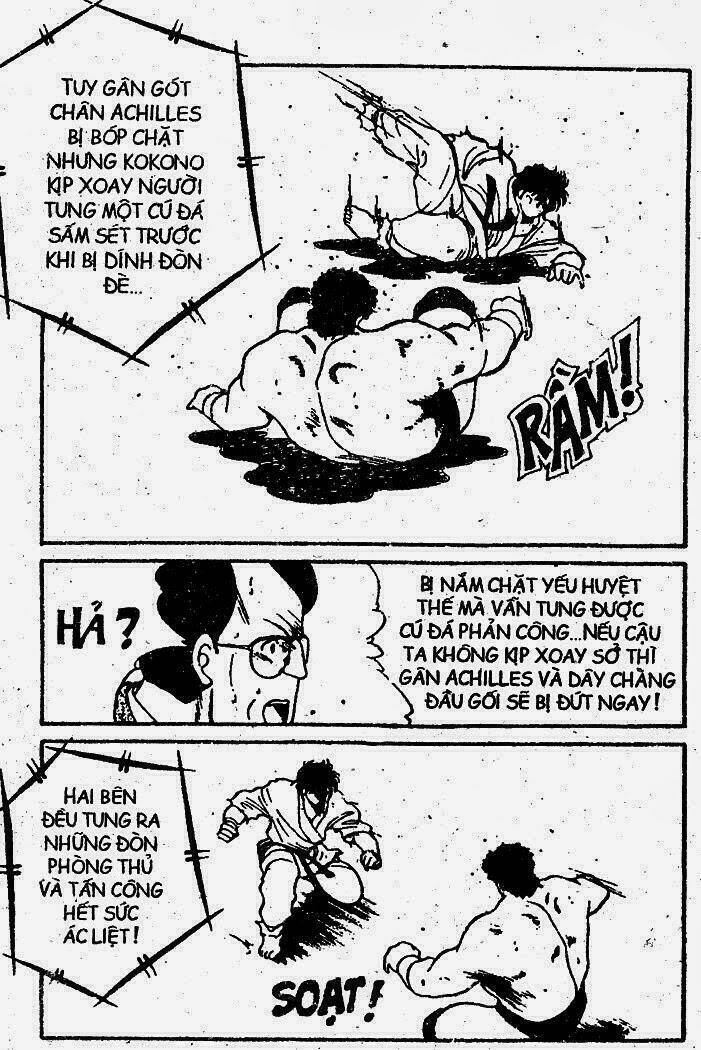 TUY GÂN GÓT
CHÂN ACHILLES
BỊ BÓP CHẶT
NHƯNG KOKONO
KỊP XOAY NGƯỜI
TUNG MỘT CÚ ĐÁ
SẤM SÉT TRƯỚC
KHI BỊ DÍNH ĐÒN
ĐÈ...
RẦM!
HẢ?
BỊ NẮM CHẶT YẾU HUYỆT
THẾ MÀ VẪN TUNG ĐƯỢC
CÚ ĐÁ PHẢN CÔNG...NẾU CẬU
TA KHÔNG KỊP XOAY SỞ THÌ
GÂN ACHILLES VÀ DÂY CHẰNG
ĐẦU GỐI SẼ BỊ ĐỨT NGAY!
HAI BÊN
ĐỀU TUNG RA
NHỮNG ĐÒN
PHÒNG THỦ
VÀ TẤN CÔNG
HẾT SỨC
ÁC LIỆT!
SOẠT!